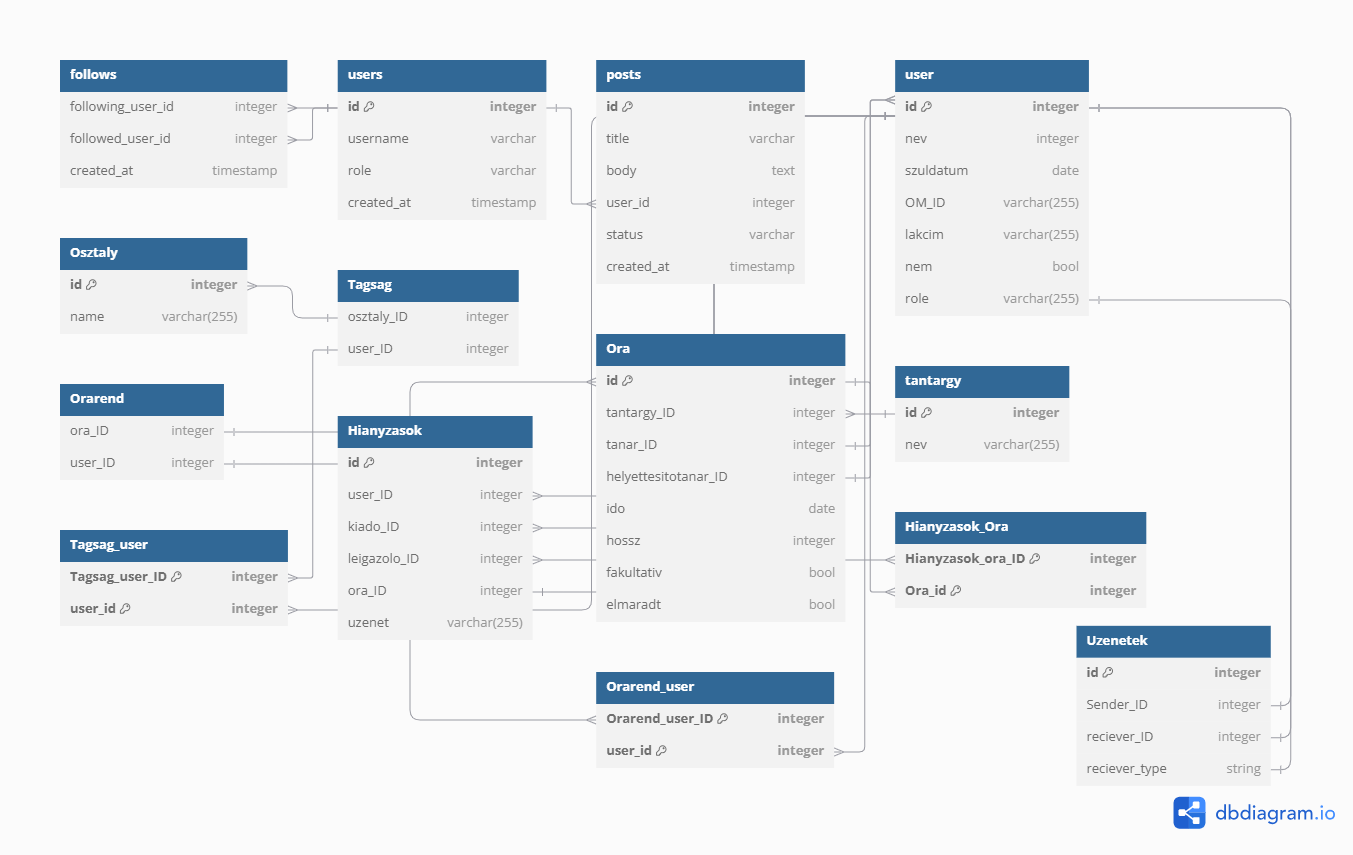 follows
following_user_id integer
followed_user_id integer
created_at timestamp
users
id integer
username varchar
role varchar
created_at timestamp
posts
id integer
title varchar
body text
user_id integer
status varchar
created_at timestamp
user
id integer
nev integer
szuldatum date
OM_ID varchar(255)
lakcim varchar(255)
nem bool
role varchar(255)
Osztaly
id integer
name varchar(255)
Tagsag
osztaly_ID integer
user_ID integer
Ora
id integer
tantargy_ID integer
tanar_ID integer
helyettesitotanar_ID integer
ido date
hossz integer
fakultativ bool
elmaradt bool
tantargy
id integer
nev varchar(255)
Orarend
ora_ID integer
user_ID integer
Hianyzasok
id integer
user_ID integer
kiado_ID integer
leigazolo_ID integer
ora_ID integer
uzenet varchar(255)
Hianyzasok_Ora
Hianyzasok_ora_ID integer
Ora_id integer
Tagsag_user
Tagsag_user_ID integer
user_id integer
Orarend_user
Orarend_user_ID integer
user_id integer
Uzenetek
id integer
Sender_ID integer
reciever_ID integer
reciever_type string
dbdiagram.io